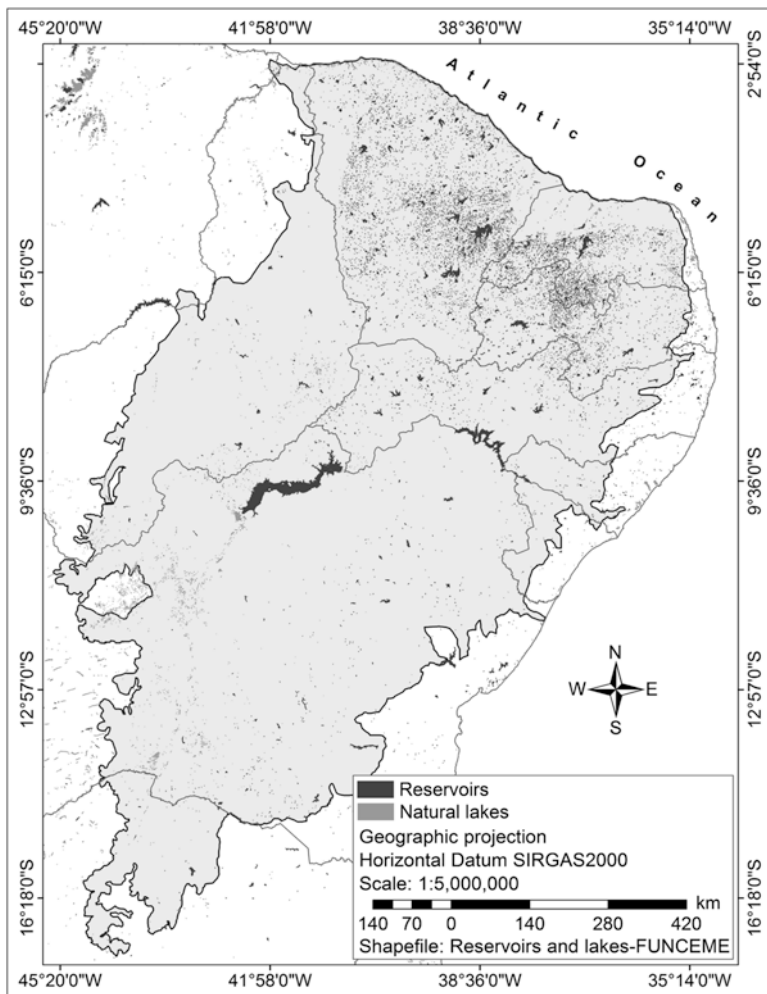 45°20'0"W 41°58'0"W 38°36'0"W 35°14'0"W
Atlantic Ocean
2°54'0"S 2°54'0"S
6°15'0"S 6°15'0"S
9°36'0"S 9°36'0"S
12°57'0"S 12°57'0"S
16°18'0"S 16°18'0"S
N
W E
S
Reservoirs
Natural lakes
Geographic projection
Horizontal Datum SIRGAS2000
Scale: 1:5,000,000
km
140 70 0 140 280 420
Shapefile: Reservoirs and lakes-FUNCEME
45°20'0"W 41°58'0"W 38°36'0"W 35°14'0"W